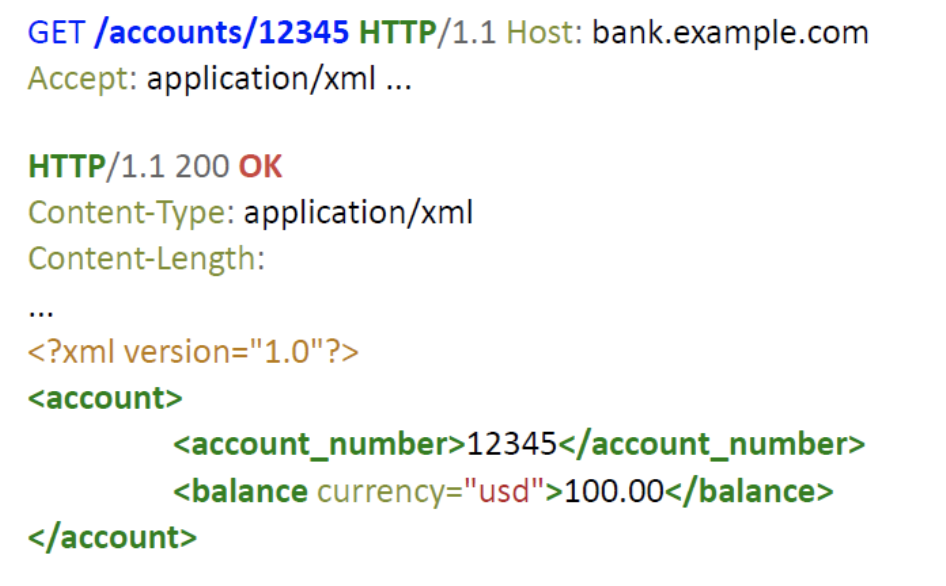 GET /accounts/12345 HTTP/1.1 Host: bank.example.com
Accept: application/xml ...
HTTP/1.1 200 OK
Content-Type: application/xml
Content-Length:
...
<?xml version="1.0"?>
<account>
<account_number>12345</account_number>
<balance currency="usd">100.00</balance>
</account>